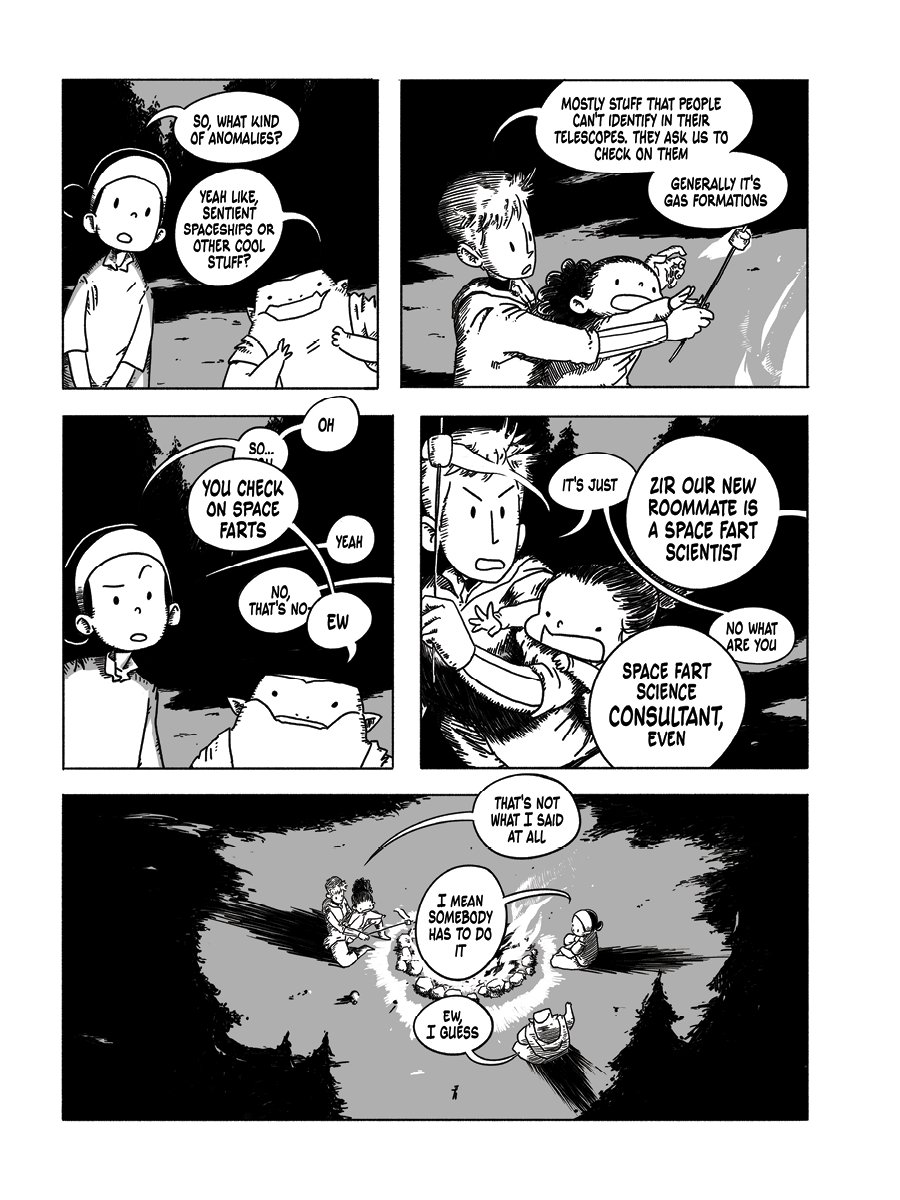 SO, WHAT KIND
OF ANOMALIES?
YEAH LIKE,
SENTIENT
SPACESHIPS OR
OTHER COOL
STUFF?
MOSTLY STUFF THAT PEOPLE
CAN'T IDENTIFY IN THEIR
TELESCOPES. THEY ASK US TO
CHECK ON THEM
GENERALLY IT'S
GAS FORMATIONS
OH
SO...
YOU CHECK
ON SPACE
FARTS
YEAH
NO,
THAT'S NO-
EW
IT'S JUST
ZIR OUR NEW
ROOMMATE IS
A SPACE FART
SCIENTIST
NO WHAT
ARE YOU
SPACE FART
SCIENCE
CONSULTANT,
EVEN
THAT'S NOT
WHAT I SAID
AT ALL
I MEAN
SOMEBODY
HAS TO DO
IT
EW,
I GUESS